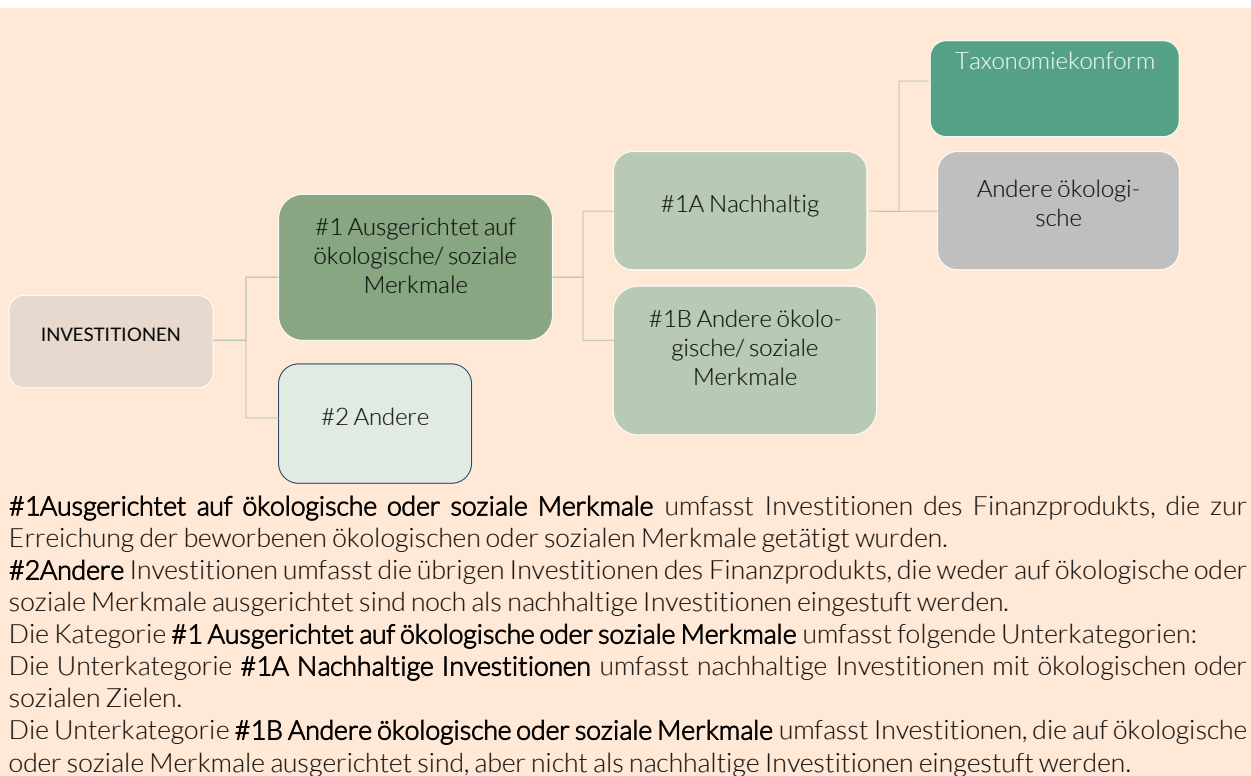 Taxonomiekonform
Andere ökologi-
sche
#1A Nachhaltig
#1 Ausgerichtet auf
ökologische/ soziale
Merkmale
#1B Andere ökolo-
gische/ soziale
Merkmale
INVESTITIONEN
#2 Andere
#1Ausgerichtet auf ökologische oder soziale Merkmale umfasst Investitionen des Finanzprodukts, die zur
Erreichung der beworbenen ökologischen oder sozialen Merkmale getätigt wurden.
#2Andere Investitionen umfasst die übrigen Investitionen des Finanzprodukts, die weder auf ökologische oder
soziale Merkmale ausgerichtet sind noch als nachhaltige Investitionen eingestuft werden.
Die Kategorie #1 Ausgerichtet auf ökologische oder soziale Merkmale umfasst folgende Unterkategorien:
Die Unterkategorie #1A Nachhaltige Investitionen umfasst nachhaltige Investitionen mit ökologischen oder
sozialen Zielen.
Die Unterkategorie #1B Andere ökologische oder soziale Merkmale umfasst Investitionen, die auf ökologische
oder soziale Merkmale ausgerichtet sind, aber nicht als nachhaltige Investitionen eingestuft werden.